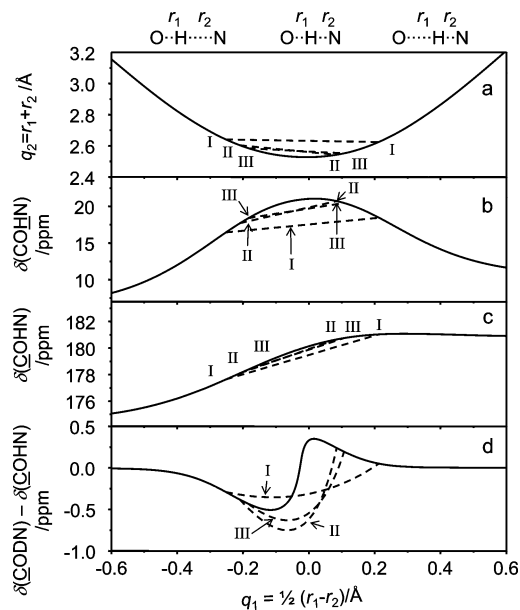 r1 r2 r1 r2 r1 r2
O··H····N O··H··N O·····H··N
3.2
3.0
2.8
2.6
2.4
q2=r1+r2 /Å
a
I
II
III
II
III
I
20
15
10
δ(COHN)
/ppm
b
III
II
II
I
III
182
180
178
176
δ(COHN)
/ppm
c
I
II
III
II
III
I
0.5
0.0
-0.5
-1.0
δ(CODN) – δ(COHN)
/ppm
d
I
III
II
-0.6 -0.4 -0.2 0.0 0.2 0.4 0.6
q1 = ½ (r1-r2)/Å